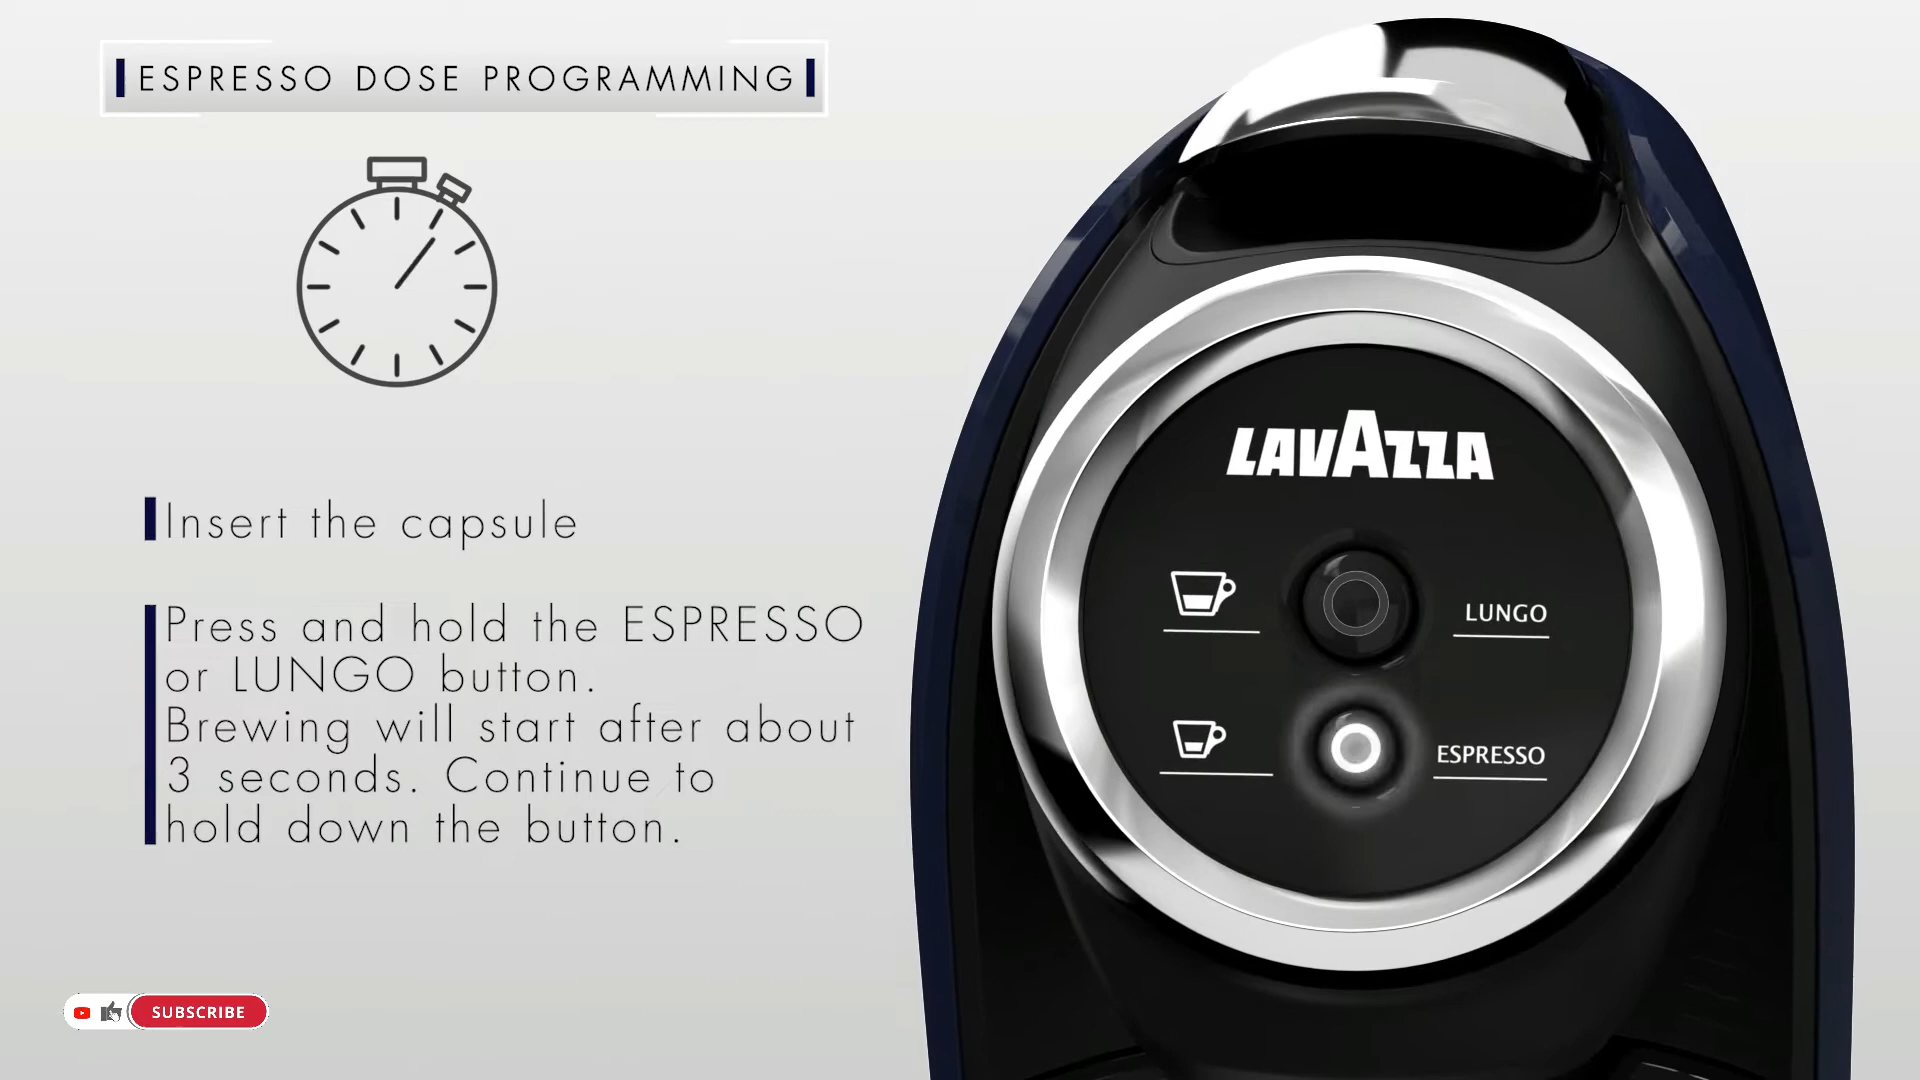 ESPRESSO DOSE PROGRAMMING
Insert the capsule
Press and hold the ESPRESSO
or LUNGO button.
Brewing will start after about
3 seconds. Continue to
hold down the button.
LAVAZZA
LUNGO
ESPRESSO
SUBSCRIBE